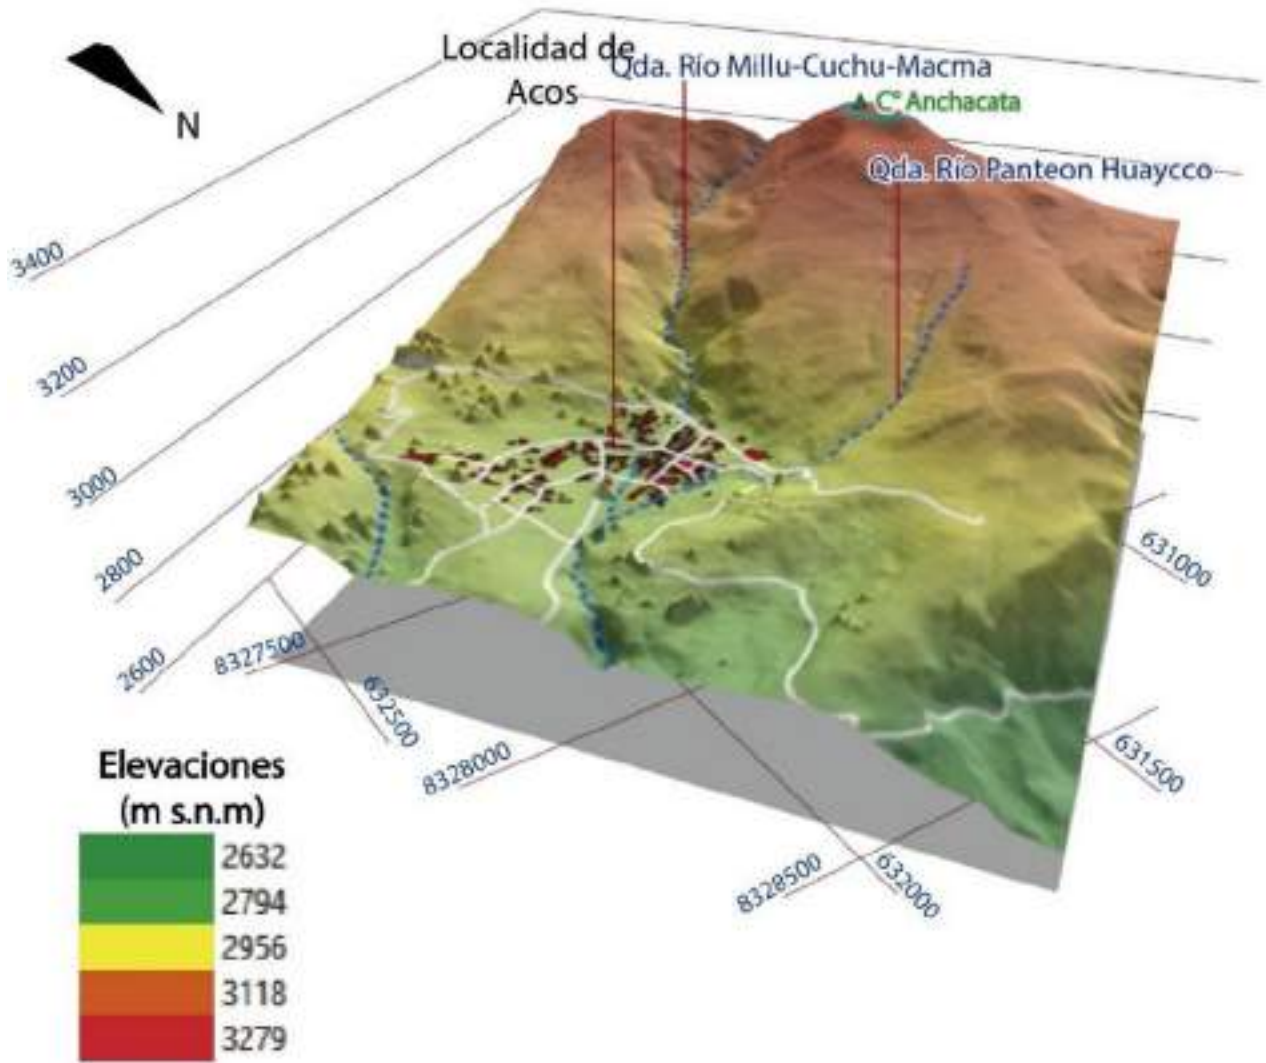 Localidad de
Acos
Qda. Río Millu-Cuchu-Macma
C° Anchacata
Qda. Río Panteon Huaycco
N
3400
3200
3000
2800
2600
8327500
632500
8328000
8328500
632000
631500
631000
Elevaciones
(m s.n.m)
2632
2794
2956
3118
3279